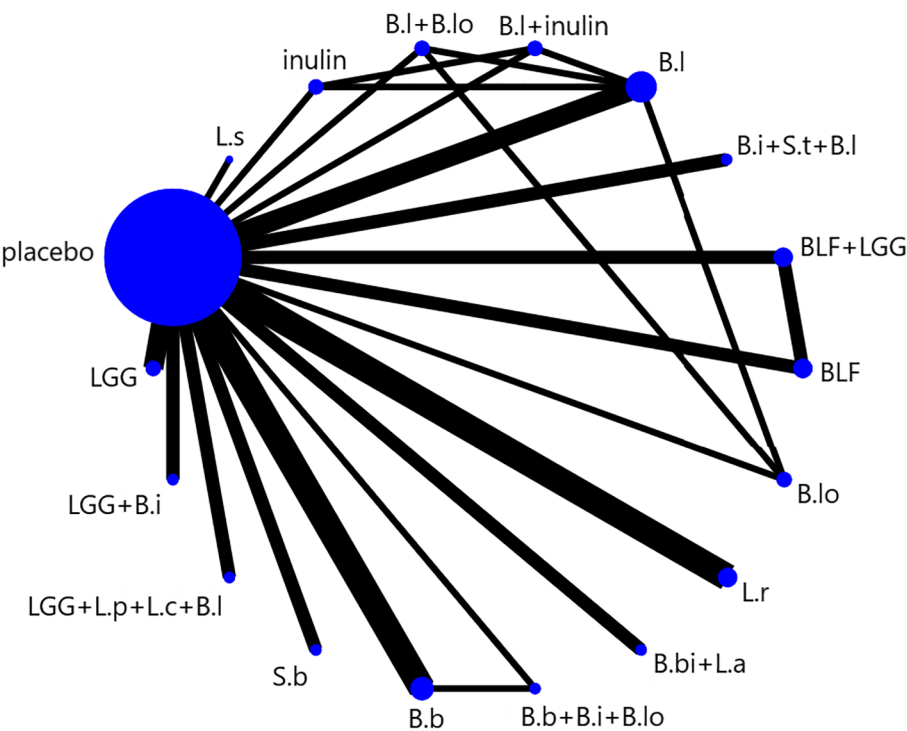 B.l+B.lo
B.l+inulin
inulin
B.l
L.s
B.i+S.t+B.l
placebo
BLF+LGG
LGG
BLF
LGG+B.i
B.lo
LGG+L.p+L.c+B.l
L.r
S.b
B.bi+L.a
B.b
B.b+B.i+B.lo